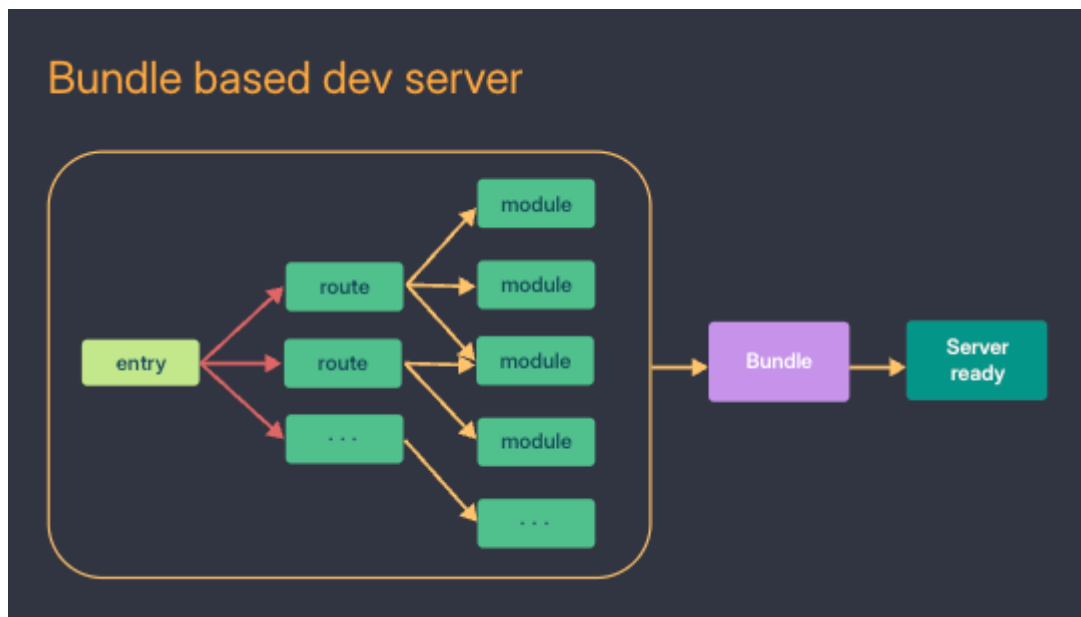 Bundle based dev server
module
route
module
entry
route
module
Bundle
Server
ready
· · ·
module
· · ·